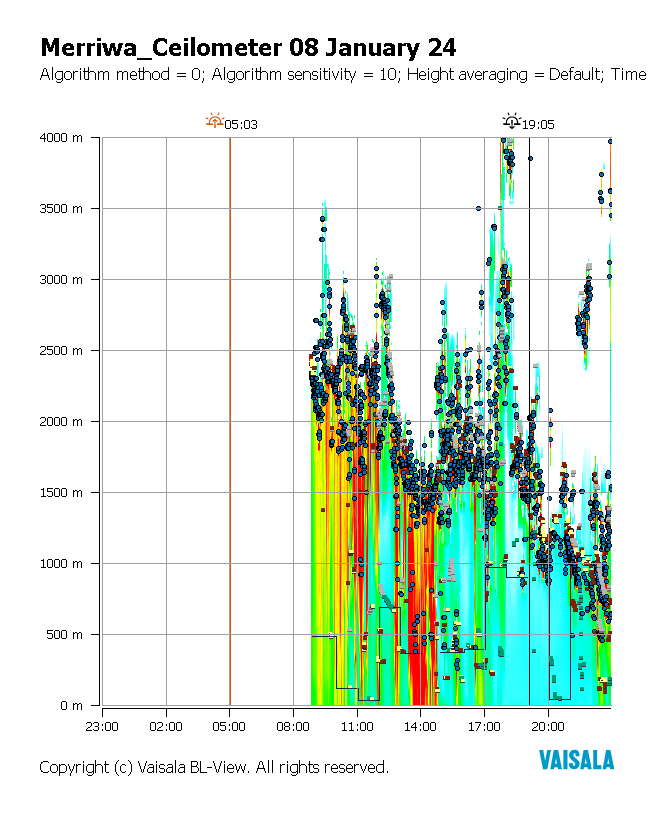 Merriwa_Ceilometer 08 January 24
Algorithm method = 0; Algorithm sensitivity = 10; Height averaging = Default; Time
05:03
19:05
4000 m
3500 m
3000 m
2500 m
2000 m
1500 m
1000 m
500 m
0 m
23:00 02:00 05:00 08:00 11:00 14:00 17:00 20:00
Copyright (c) Vaisala BL-View. All rights reserved.
VAISALA